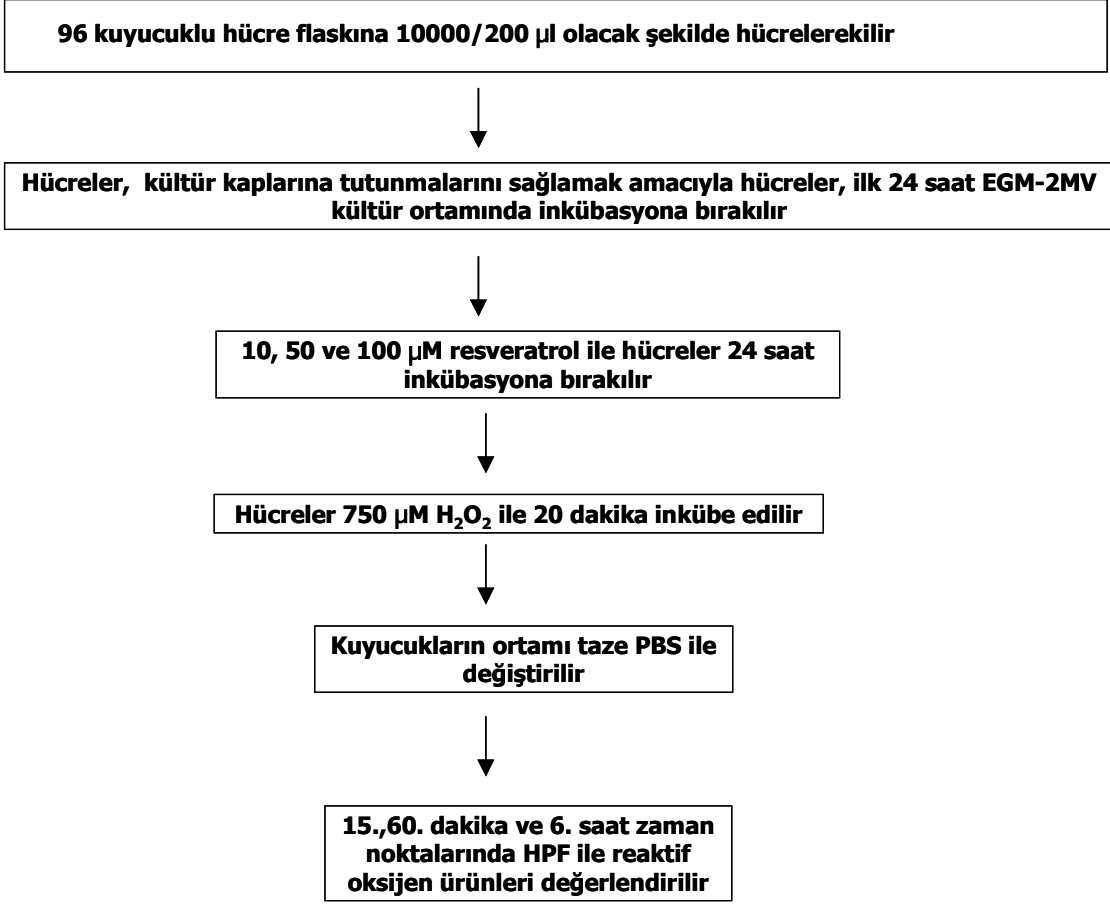 96 kuyucuklu hücre flaskına 10000/200 µl olacak şekilde hücrelerekilir
Hücreler, kültür kaplarına tutunmalarını sağlamak amacıyla hücreler, ilk 24 saat EGM-2MV
kültür ortamında inkübasyona bırakılır
10, 50 ve 100 µM resveratrol ile hücreler 24 saat
inkübasyona bırakılır
Hücreler 750 µM H₂O₂ ile 20 dakika inkübe edilir
Kuyucukların ortamı taze PBS ile
değiştirilir
15.,60. dakika ve 6. saat zaman
noktalarında HPF ile reaktif
oksijen ürünleri değerlendirilir